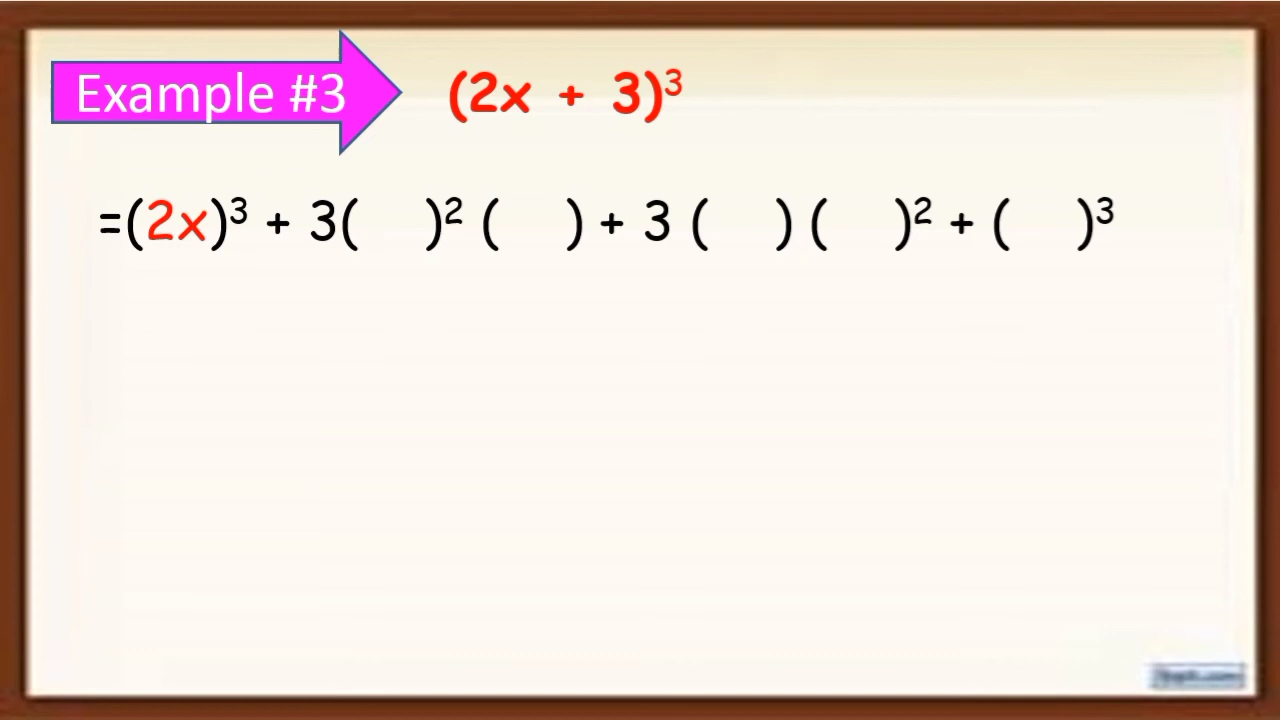 Example #3 (2x + 3)³
=(2x)³ + 3( )² ( ) + 3 ( ) ( )² + ( )³